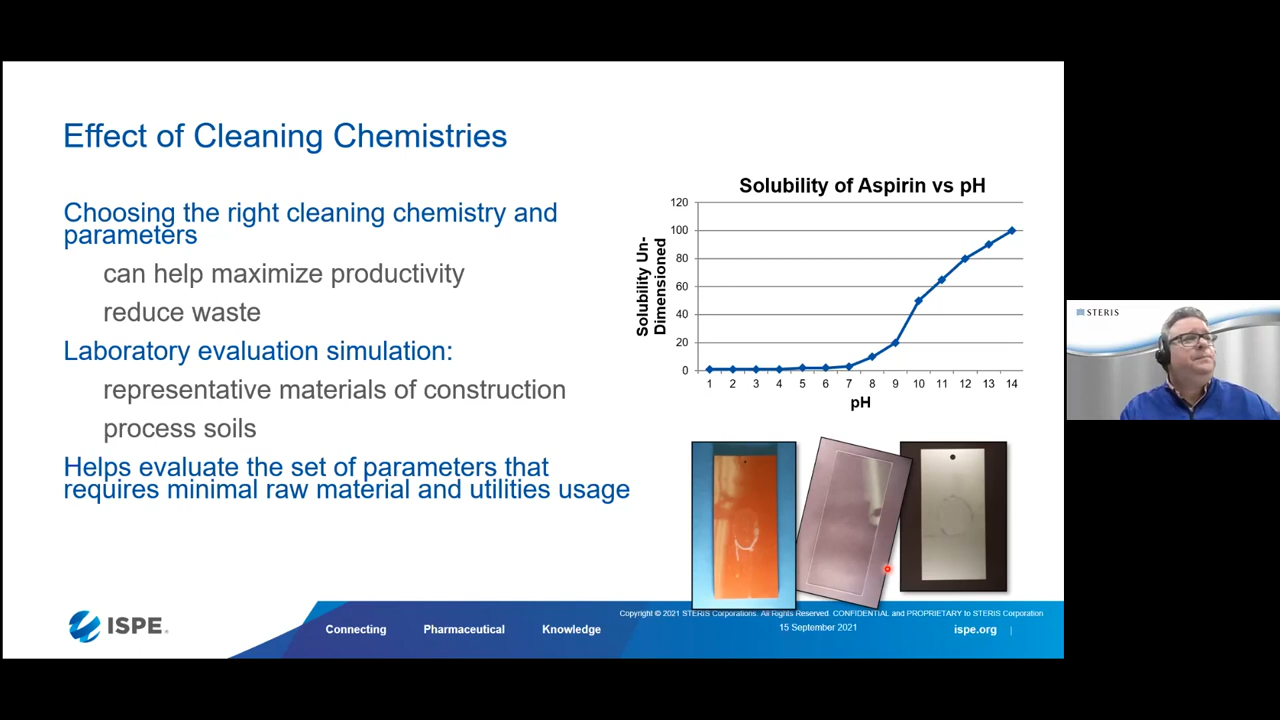 Effect of Cleaning Chemistries
Choosing the right cleaning chemistry and
parameters
can help maximize productivity
reduce waste
Laboratory evaluation simulation:
representative materials of construction
process soils
Helps evaluate the set of parameters that
requires minimal raw material and utilities usage
Solubility of Aspirin vs pH
Solubility Un-
Dimensioned
120
100
80
60
40
20
0
1 2 3 4 5 6 7 8 9 10 11 12 13 14
pH
STERIS
Copyright © 2021 STERIS Corporations. All Rights Reserved. CONFIDENTIAL and PROPRIETARY to STERIS Corporation
ISPE®
Connecting Pharmaceutical Knowledge
15 September 2021
ispe.org |